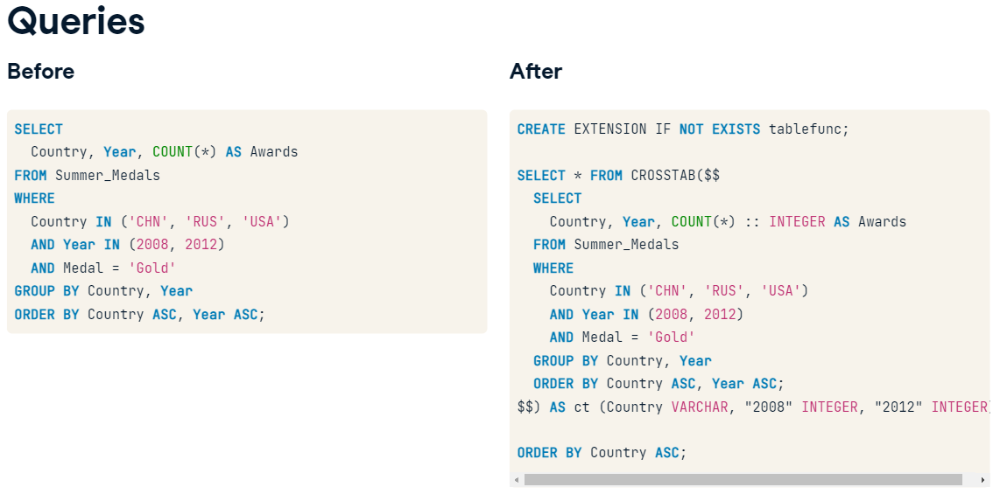 Queries
Before
SELECT
Country, Year, COUNT(*) AS Awards
FROM Summer_Medals
WHERE
Country IN ('CHN', 'RUS', 'USA')
AND Year IN (2008, 2012)
AND Medal = 'Gold'
GROUP BY Country, Year
ORDER BY Country ASC, Year ASC;
After
CREATE EXTENSION IF NOT EXISTS tablefunc;
SELECT * FROM CROSSTAB($$
SELECT
Country, Year, COUNT(*) :: INTEGER AS Awards
FROM Summer_Medals
WHERE
Country IN ('CHN', 'RUS', 'USA')
AND Year IN (2008, 2012)
AND Medal = 'Gold'
GROUP BY Country, Year
ORDER BY Country ASC, Year ASC;
$$) AS ct (Country VARCHAR, "2008" INTEGER, "2012" INTEGER)
ORDER BY Country ASC;